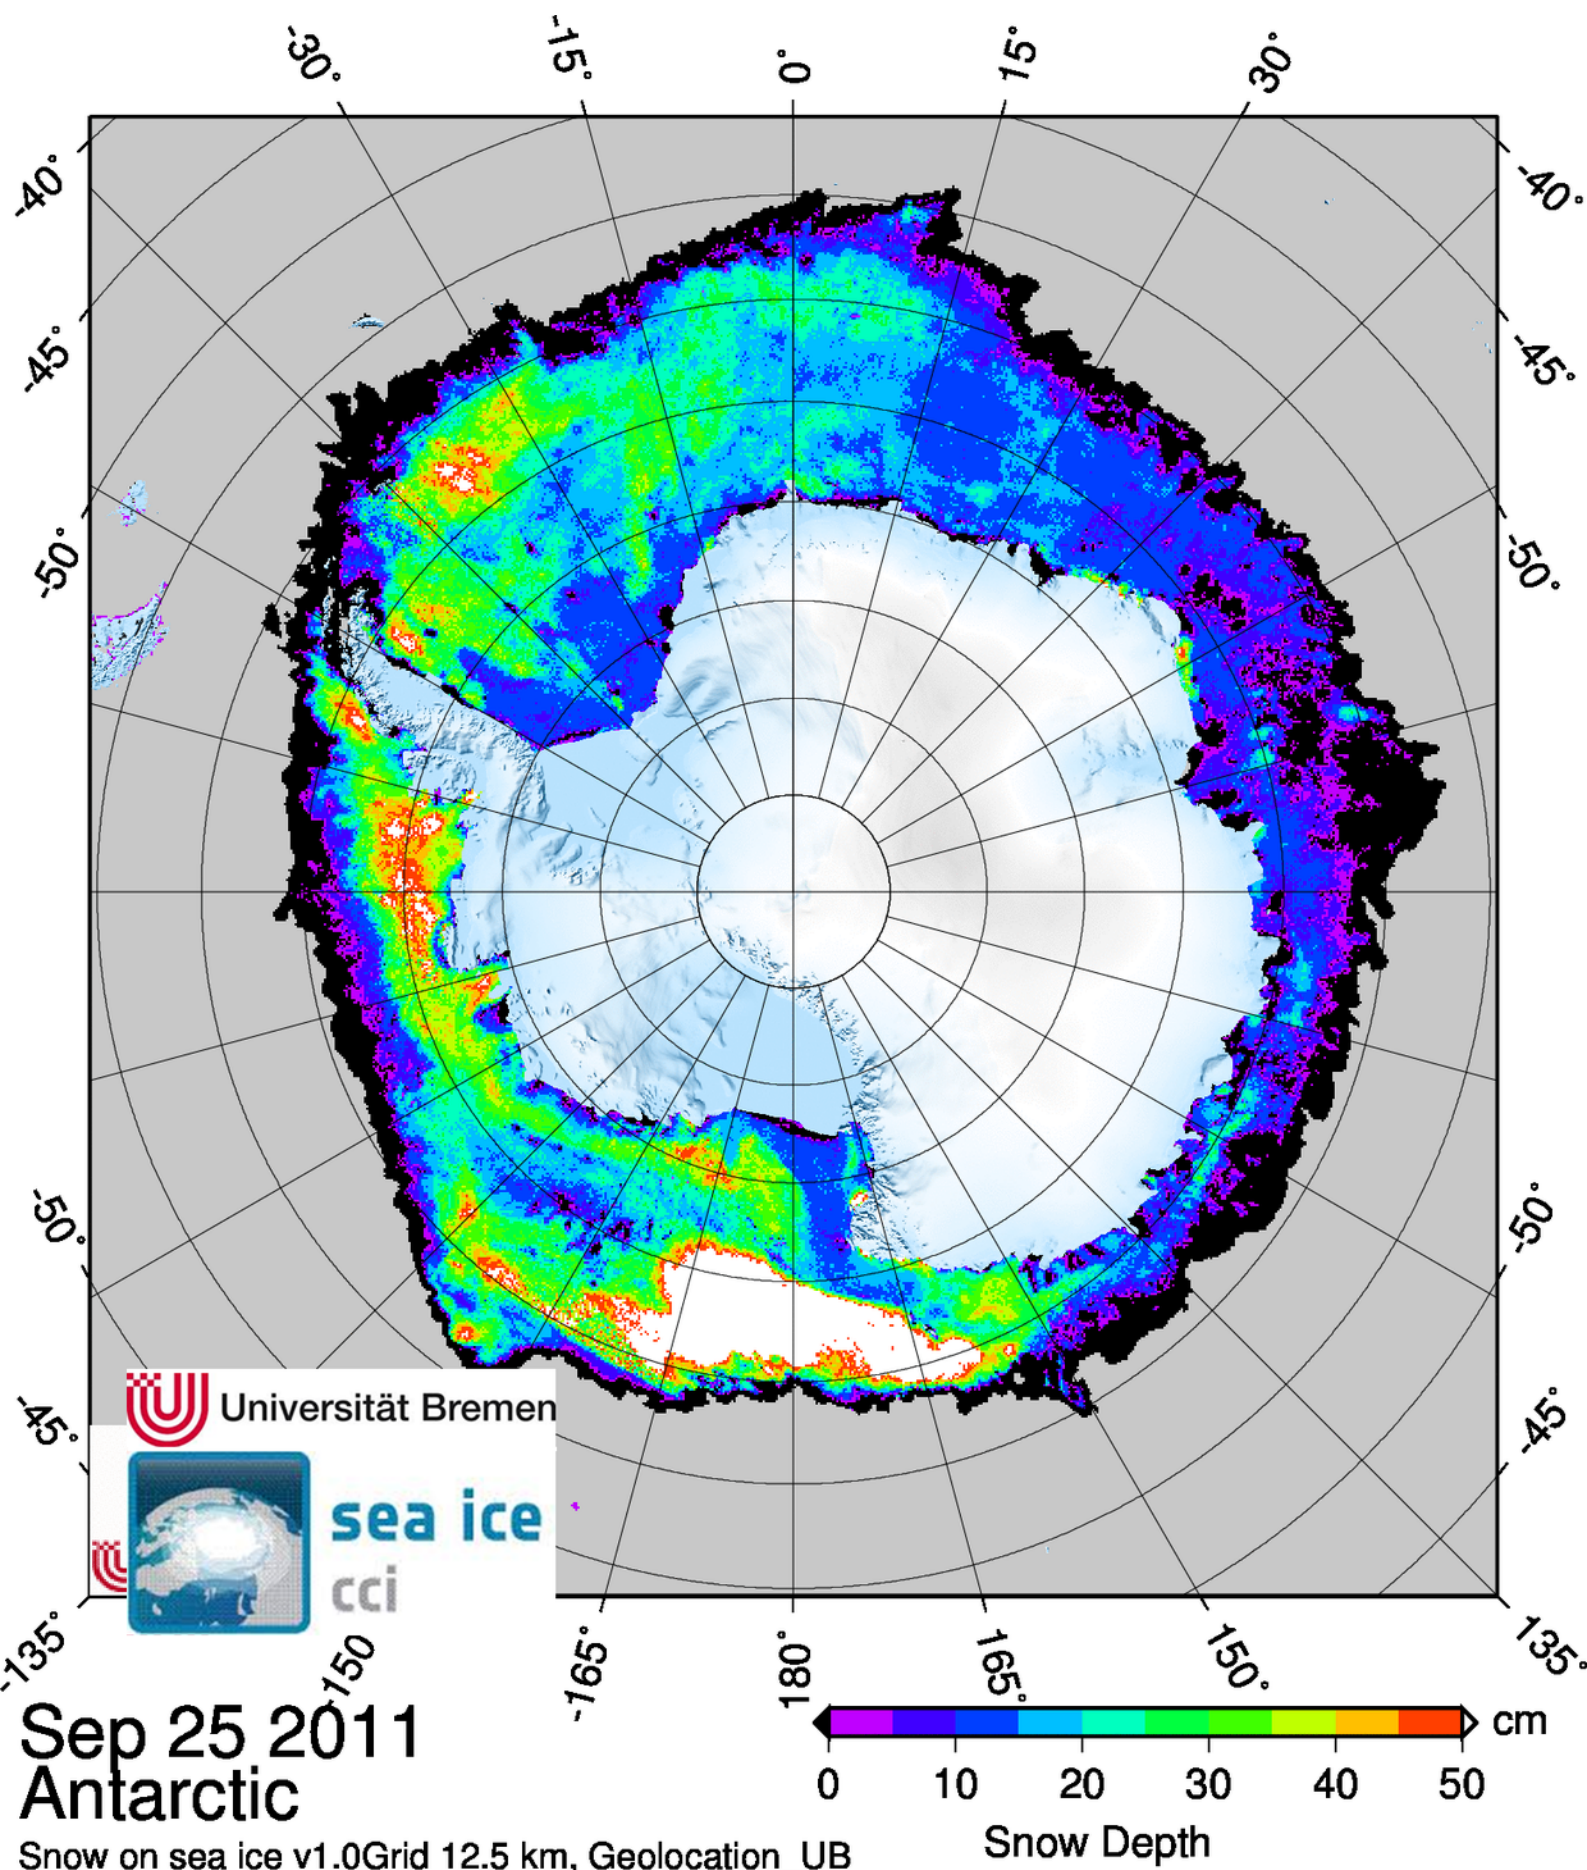 -30° -15° 0° 15° 30°
-40° -40°
-45° -45°
-50° -50°
-50° -50°
-45° -45°
Universität Bremen
sea ice
cci
-135° -150 -165° 180° 165° 150° 135°
Sep 25 2011
Antarctic
Snow on sea ice v1.0Grid 12.5 km, Geolocation UB
cm
0 10 20 30 40 50
Snow Depth